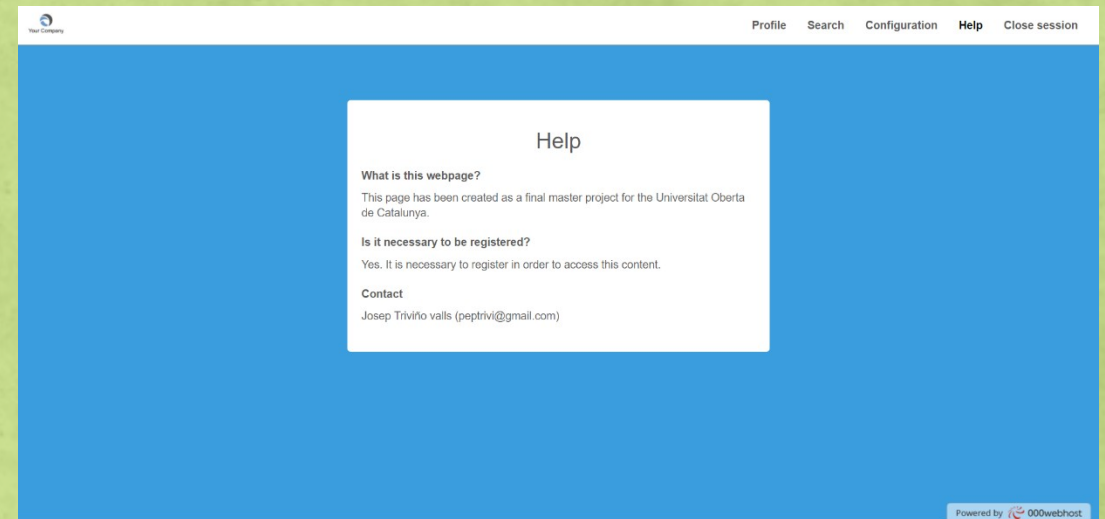 Your Company
Profile Search Configuration Help Close session
Help
What is this webpage?
This page has been created as a final master project for the Universitat Oberta
de Catalunya.
Is it necessary to be registered?
Yes. It is necessary to register in order to access this content.
Contact
Josep Triviño valls (peptrivi@gmail.com)
Powered by 000webhost